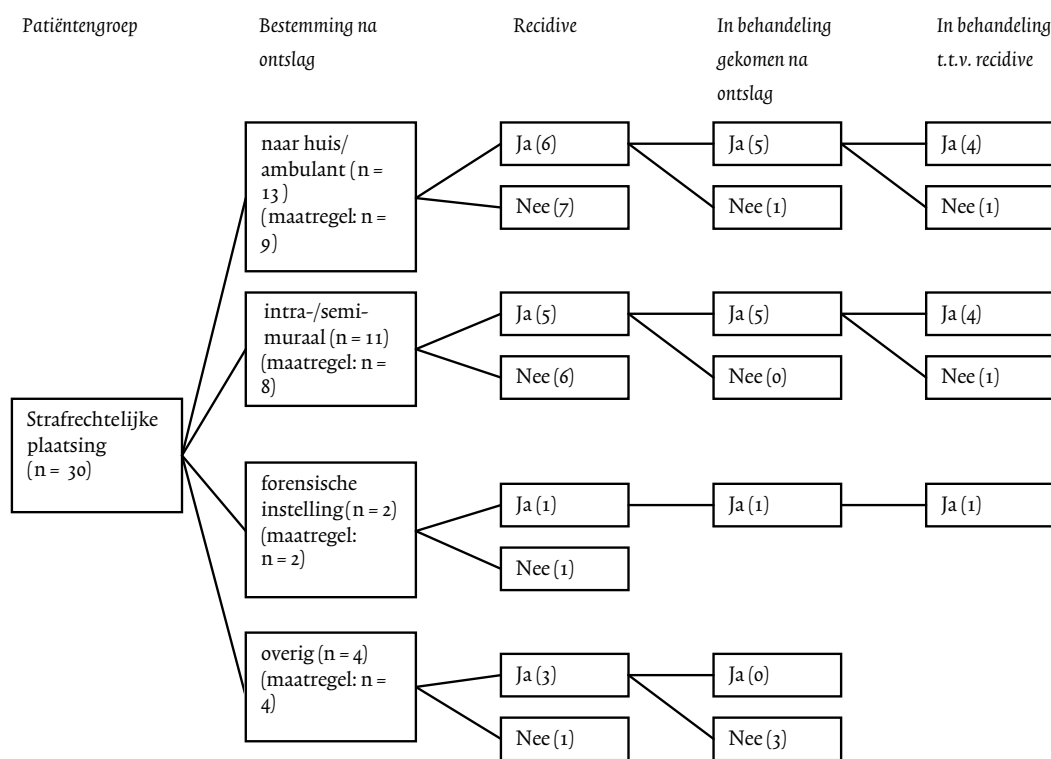 Patiëntengroep
Bestemming na
ontslag
Recidive
In behandeling
gekomen na
ontslag
In behandeling
t.t.v. recidive
Strafrechtelijke
plaatsing
(n = 30)
naar huis/
ambulant (n =
13)
(maatregel: n =
9)
Ja (6)
Nee (7)
Ja (5)
Nee (1)
Ja (4)
Nee (1)
intra-/semi-
muraal (n = 11)
(maatregel: n =
8)
Ja (5)
Nee (6)
Ja (5)
Nee (0)
Ja (4)
Nee (1)
forensische
instelling (n = 2)
(maatregel:
n = 2)
Ja (1)
Nee (1)
Ja (1)
Ja (1)
overig (n = 4)
(maatregel: n =
4)
Ja (3)
Nee (1)
Ja (0)
Nee (3)